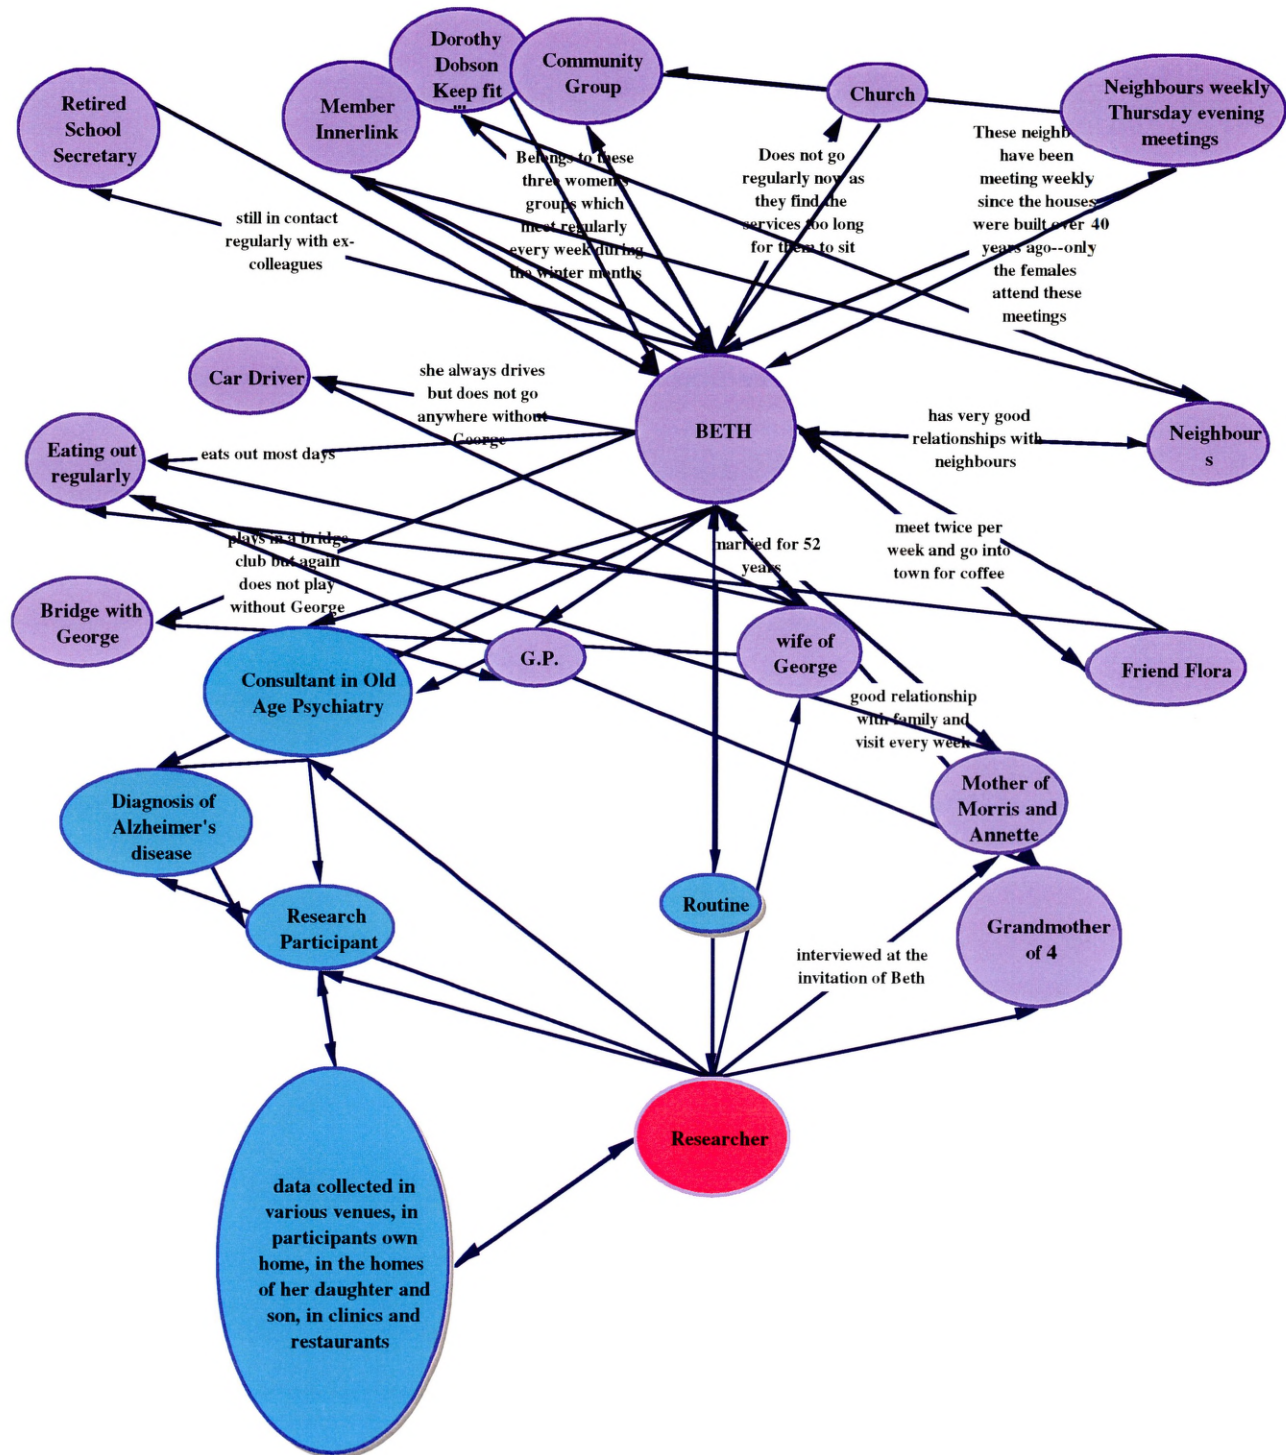 Dorothy
Dobson
Keep fit
Community
Group
Retired
School
Secretary
Member
Innerlink
Church
Neighbours weekly
Thursday evening
meetings
Belongs to these
three women's
groups which
meet regularly
every week during
the winter months
Does not go
regularly now as
they find the
services too long
for them to sit
These
have been
meeting weekly
since the houses
were built over 40
years ago--only
the females
attend these
meetings
still in contact
regularly with ex-
colleagues
Car Driver
she always drives
but does not go
anywhere without
George
BETH
has very good
relationships with
neighbours
Neighbour
s
Eating out
regularly
eats out most days
plays in a bridge
club but again
does not play
without George
married for 52
years
meet twice per
week and go into
town for coffee
Bridge with
George
G.P.
wife of
George
Friend Flora
Consultant in Old
Age Psychiatry
good relationship
with family and
visit every week
Mother of
Morris and
Annette
Diagnosis of
Alzheimer's
disease
Research
Participant
Routine
Grandmother
of 4
interviewed at the
invitation of Beth
Researcher
data collected in
various venues, in
participants own
home, in the homes
of her daughter and
son, in clinics and
restaurants